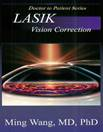 Doctor to Patient Series
LASIK
Vision Correction
Ming Wang, MD, PhD